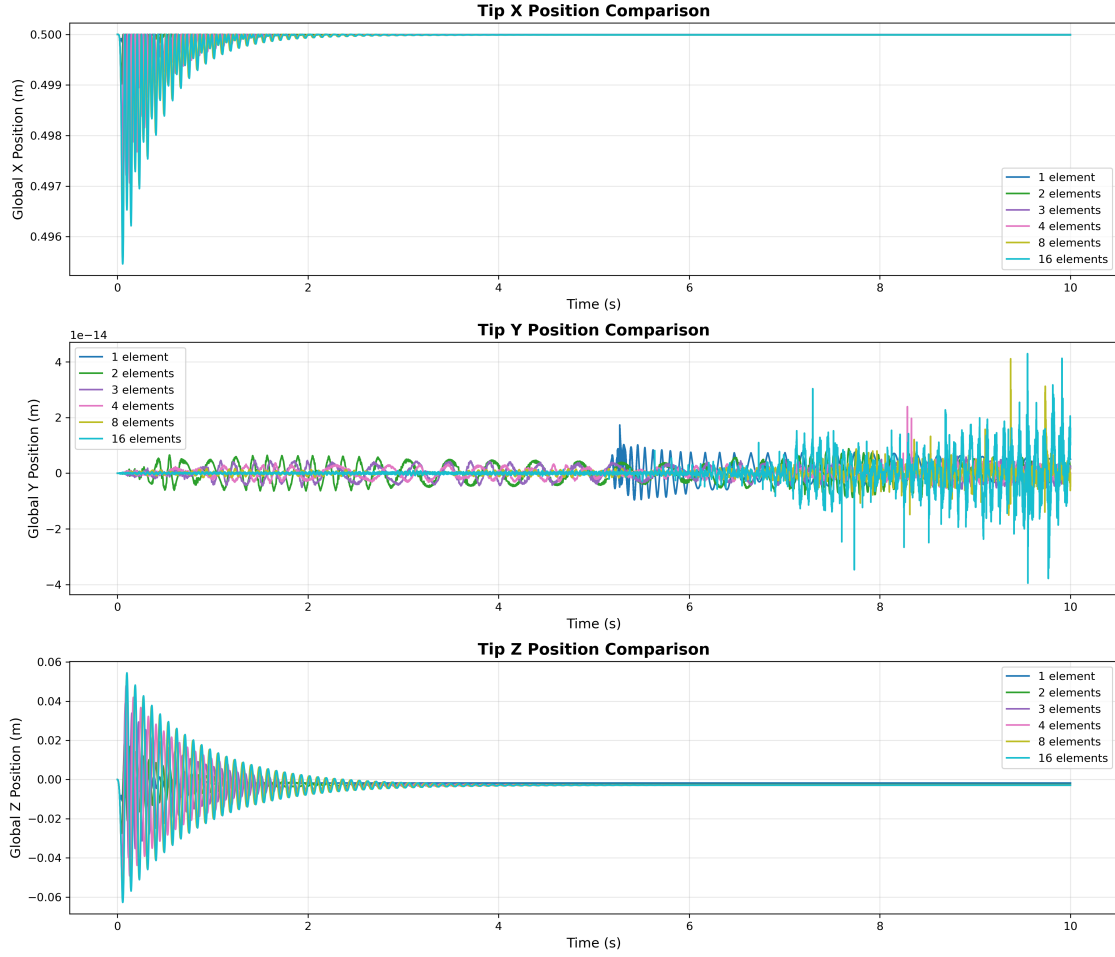 Tip X Position Comparison
Global X Position (m)
0.500
0.499
0.498
0.497
0.496
1 element
2 elements
3 elements
4 elements
8 elements
16 elements
0 2 4 6 8 10
Time (s)
Tip Y Position Comparison
1e−14
Global Y Position (m)
4
2
0
−2
−4
1 element
2 elements
3 elements
4 elements
8 elements
16 elements
0 2 4 6 8 10
Time (s)
Tip Z Position Comparison
Global Z Position (m)
0.06
0.04
0.02
0.00
−0.02
−0.04
−0.06
1 element
2 elements
3 elements
4 elements
8 elements
16 elements
0 2 4 6 8 10
Time (s)